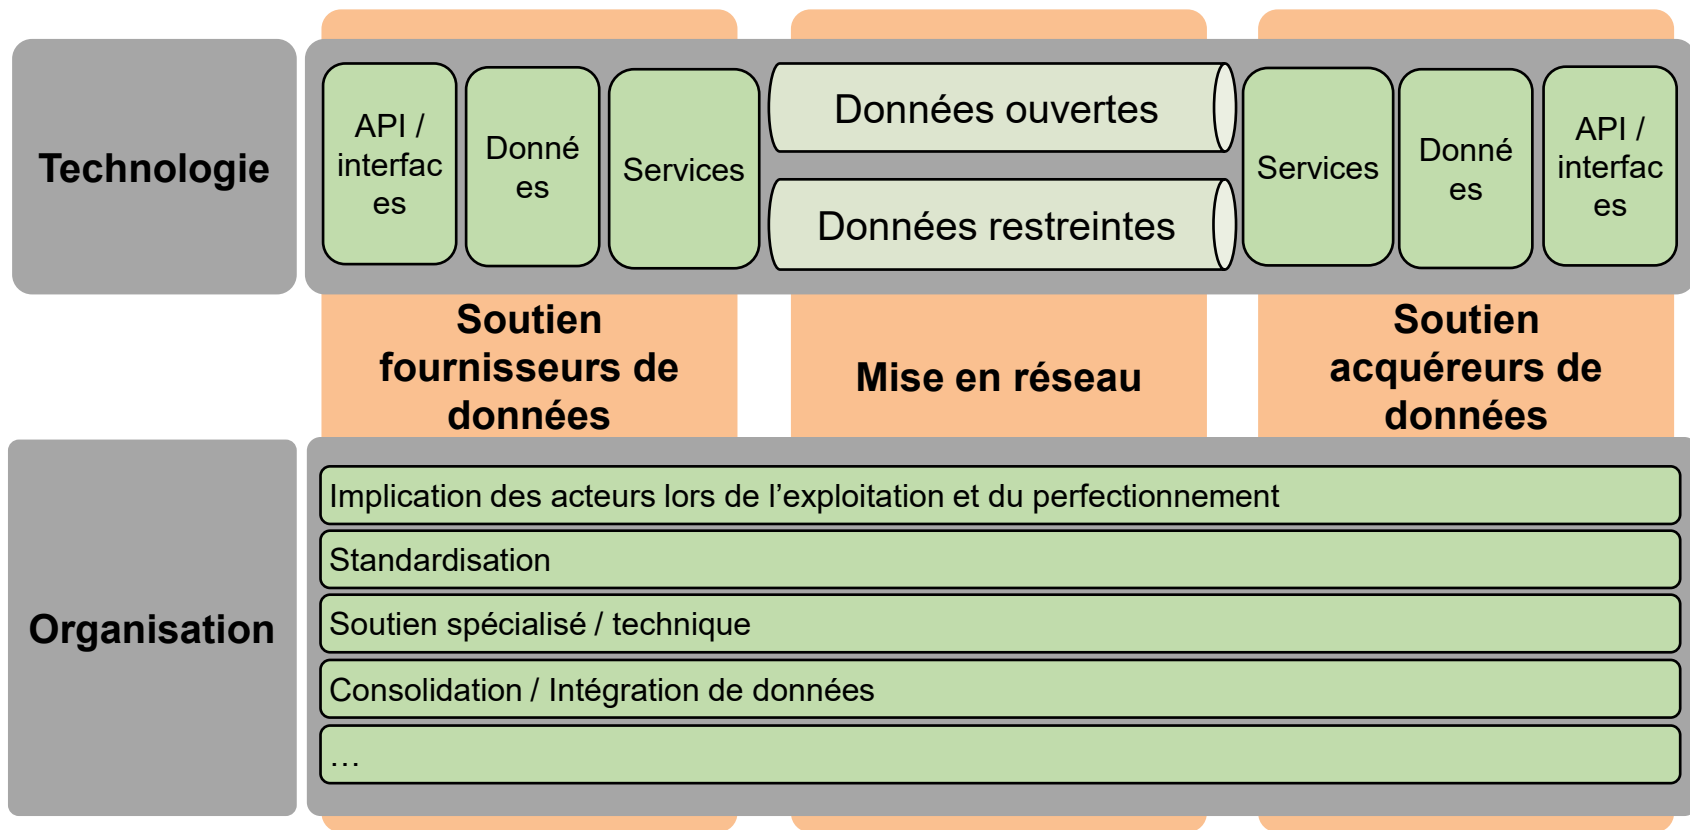 Technologie
API /
interfac
es
Donné
es
Services
Données ouvertes
Données restreintes
Services
Donné
es
API /
interfac
es
Soutien
fournisseurs de
données
Mise en réseau
Soutien
acquéreurs de
données
Organisation
Implication des acteurs lors de l’exploitation et du perfectionnement
Standardisation
Soutien spécialisé / technique
Consolidation / Intégration de données
…